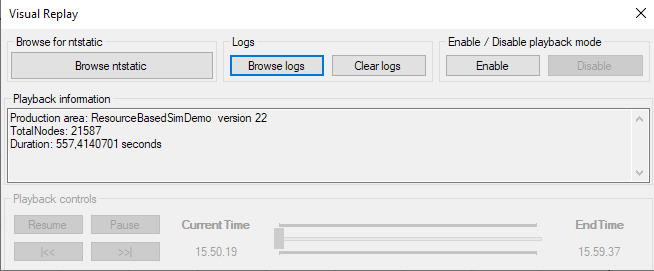 Visual Replay
Browse for ntstatic
Logs
Enable / Disable playback mode
Browse ntstatic
Browse logs
Clear logs
Enable
Disable
Playback information
Production area: ResourceBasedSimDemo version 22
TotalNodes: 21587
Duration: 557,4140701 seconds
Playback controls
Resume
Pause
Current Time
End Time
|<<
>>|
15.50.19
15.59.37